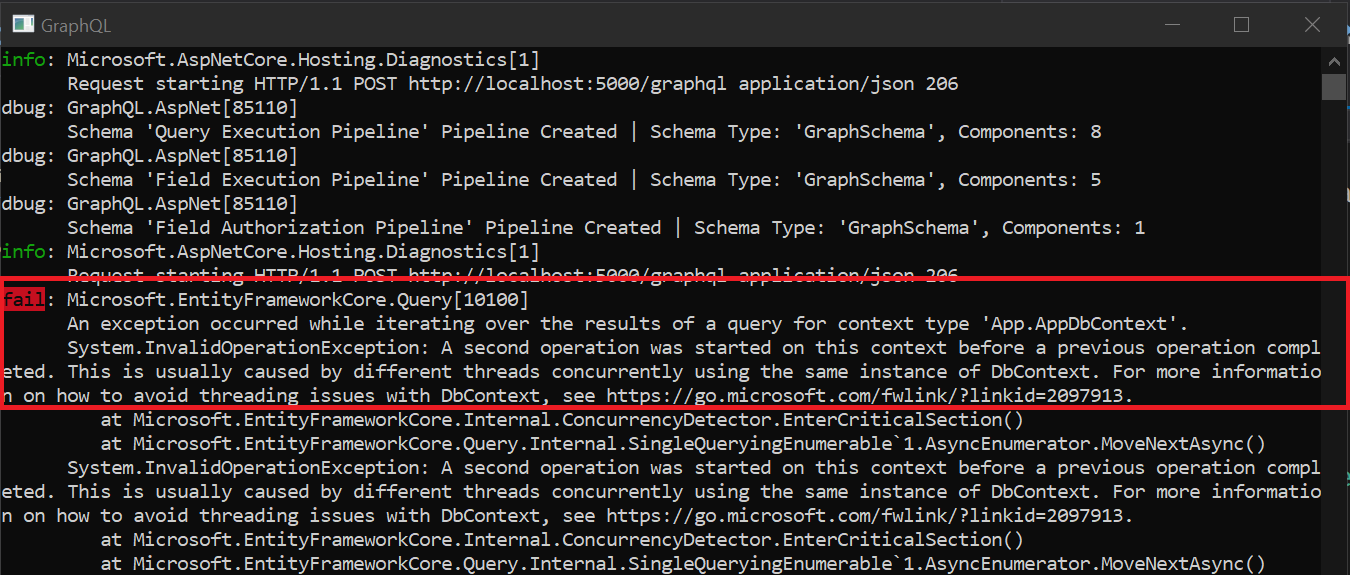 GraphQL
info: Microsoft.AspNetCore.Hosting.Diagnostics[1]
Request starting HTTP/1.1 POST http://localhost:5000/graphql application/json 206
dbug: GraphQL.AspNet[85110]
Schema 'Query Execution Pipeline' Pipeline Created | Schema Type: 'GraphSchema', Components: 8
dbug: GraphQL.AspNet[85110]
Schema 'Field Execution Pipeline' Pipeline Created | Schema Type: 'GraphSchema', Components: 5
dbug: GraphQL.AspNet[85110]
Schema 'Field Authorization Pipeline' Pipeline Created | Schema Type: 'GraphSchema', Components: 1
info: Microsoft.AspNetCore.Hosting.Diagnostics[1]
Request starting HTTP/1.1 POST http://localhost:5000/graphql application/json 206
fail: Microsoft.EntityFrameworkCore.Query[10100]
An exception occurred while iterating over the results of a query for context type 'App.AppDbContext'.
System.InvalidOperationException: A second operation was started on this context before a previous operation compl
eted. This is usually caused by different threads concurrently using the same instance of DbContext. For more informatio
n on how to avoid threading issues with DbContext, see https://go.microsoft.com/fwlink/?linkid=2097913.
at Microsoft.EntityFrameworkCore.Internal.ConcurrencyDetector.EnterCriticalSection()
at Microsoft.EntityFrameworkCore.Query.Internal.SingleQueryingEnumerable`1.AsyncEnumerator.MoveNextAsync()
System.InvalidOperationException: A second operation was started on this context before a previous operation compl
eted. This is usually caused by different threads concurrently using the same instance of DbContext. For more informatio
n on how to avoid threading issues with DbContext, see https://go.microsoft.com/fwlink/?linkid=2097913.
at Microsoft.EntityFrameworkCore.Internal.ConcurrencyDetector.EnterCriticalSection()
at Microsoft.EntityFrameworkCore.Query.Internal.SingleQueryingEnumerable`1.AsyncEnumerator.MoveNextAsync()